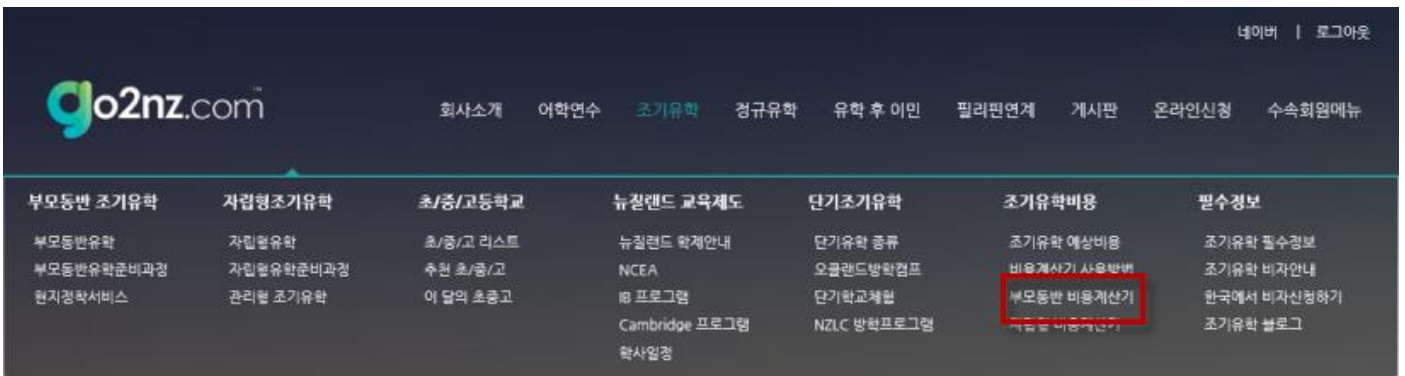 네이버 | 로그아웃
go2nz.com™
회사소개 어학연수 조기유학 정규유학 유학 후 이민 필리핀연계 게시판 온라인신청 수속회원메뉴
부모동반 조기유학 자립형조기유학 초/중/고등학교 뉴질랜드 교육제도 단기조기유학 조기유학비용 필수정보
부모동반유학 자립형유학 초/중/고 리스트 뉴질랜드 학제안내 단기유학 종류 조기유학 예상비용 조기유학 필수정보
부모동반유학준비과정 자립형유학준비과정 추천 초/중/고 NCEA 오클랜드방학캠프 비용계산기 사용방법 조기유학 비자안내
현지정착서비스 관리형 조기유학 이 달의 초중고 IB 프로그램 단기학교체험 부모동반 비용계산기 한국에서 비자신청하기
Cambridge 프로그램 NZLC 방학프로그램 자립형 비용계산기 조기유학 블로그
학사일정